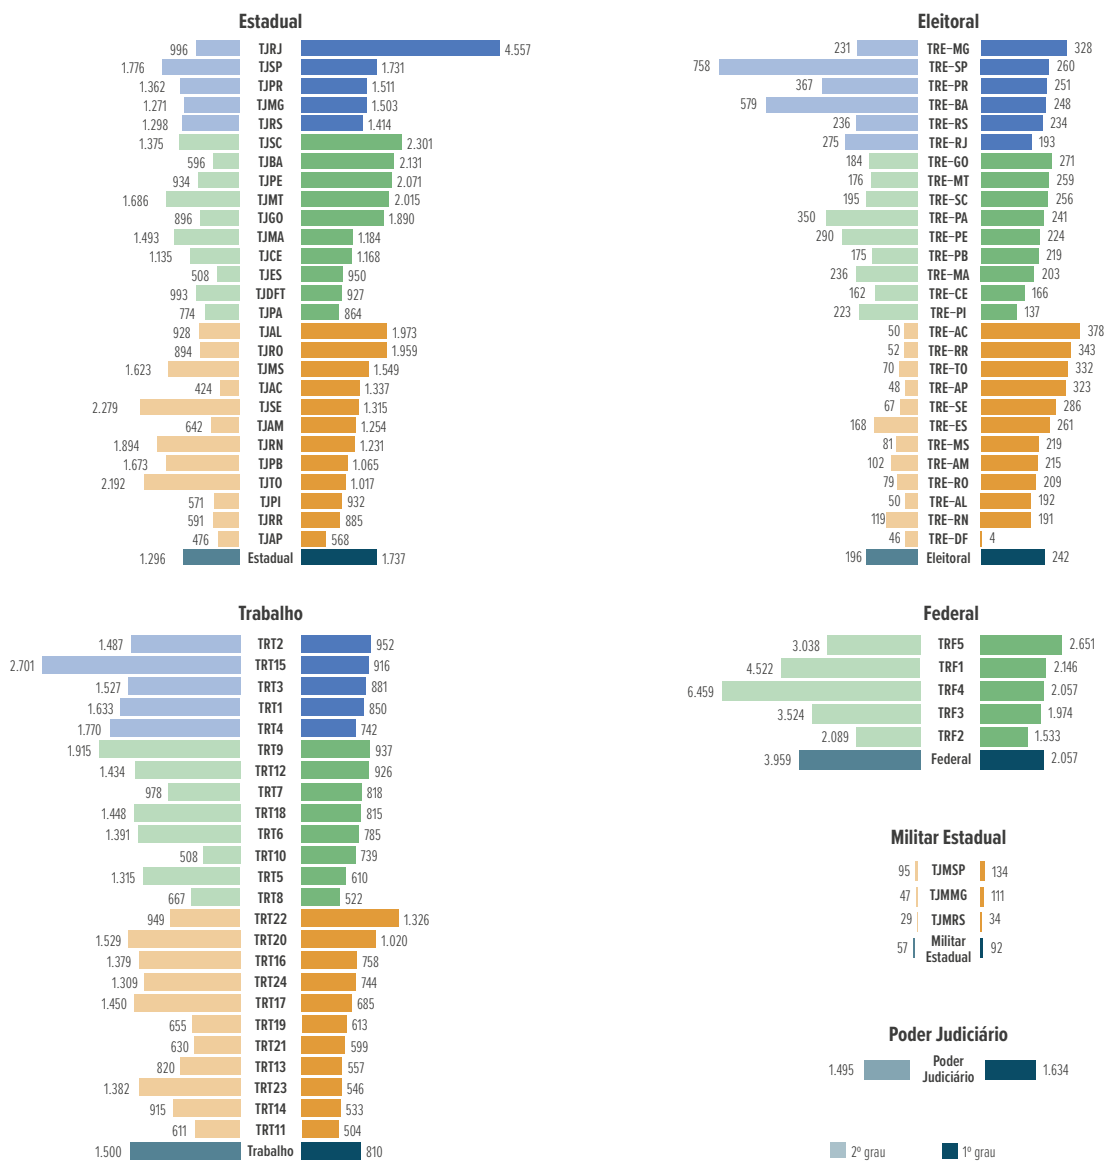 Estadual
996 TJRJ 4.557
1.776 TJSP 1.731
1.362 TJPR 1.511
1.271 TJMG 1.503
1.298 TJRS 1.414
1.375 TJSC 2.301
596 TJBA 2.131
934 TJPE 2.071
1.686 TJMT 2.015
896 TJGO 1.890
1.493 TJMA 1.184
1.135 TJCE 1.168
508 TJES 950
993 TJDFT 927
774 TJPA 864
928 TJAL 1.973
894 TJRO 1.959
1.623 TJMS 1.549
424 TJAC 1.337
2.279 TJSE 1.315
642 TJAM 1.254
1.894 TJRN 1.231
1.673 TJPB 1.065
2.192 TJTO 1.017
571 TJPI 932
591 TJRR 885
476 TJAP 568
1.296 Estadual 1.737
Eleitoral
231 TRE-MG 328
758 TRE-SP 260
367 TRE-PR 251
579 TRE-BA 248
236 TRE-RS 234
275 TRE-RJ 193
184 TRE-GO 271
176 TRE-MT 259
195 TRE-SC 256
350 TRE-PA 241
290 TRE-PE 224
175 TRE-PB 219
236 TRE-MA 203
162 TRE-CE 166
223 TRE-PI 137
50 TRE-AC 378
52 TRE-RR 343
70 TRE-TO 332
48 TRE-AP 323
67 TRE-SE 286
168 TRE-ES 261
81 TRE-MS 219
102 TRE-AM 215
79 TRE-RO 209
50 TRE-AL 192
119 TRE-RN 191
46 TRE-DF 4
196 Eleitoral 242
Trabalho
1.487 TRT2 952
2.701 TRT15 916
1.527 TRT3 881
1.633 TRT1 850
1.770 TRT4 742
1.915 TRT9 937
1.434 TRT12 926
978 TRT7 818
1.448 TRT18 815
1.391 TRT6 785
508 TRT10 739
1.315 TRT5 610
667 TRT8 522
949 TRT22 1.326
1.529 TRT20 1.020
1.379 TRT16 758
1.309 TRT24 744
1.450 TRT17 685
655 TRT19 613
630 TRT21 599
820 TRT13 557
1.382 TRT23 546
915 TRT14 533
611 TRT11 504
1.500 Trabalho 810
Federal
3.038 TRF5 2.651
4.522 TRF1 2.146
6.459 TRF4 2.057
3.524 TRF3 1.974
2.089 TRF2 1.533
3.959 Federal 2.057
Militar Estadual
95 TJMSP 134
47 TJMMG 111
29 TJMRS 34
57 Militar 92
Estadual
Poder Judiciário
1.495 Poder 1.634
Judiciário
2º grau 1º grau